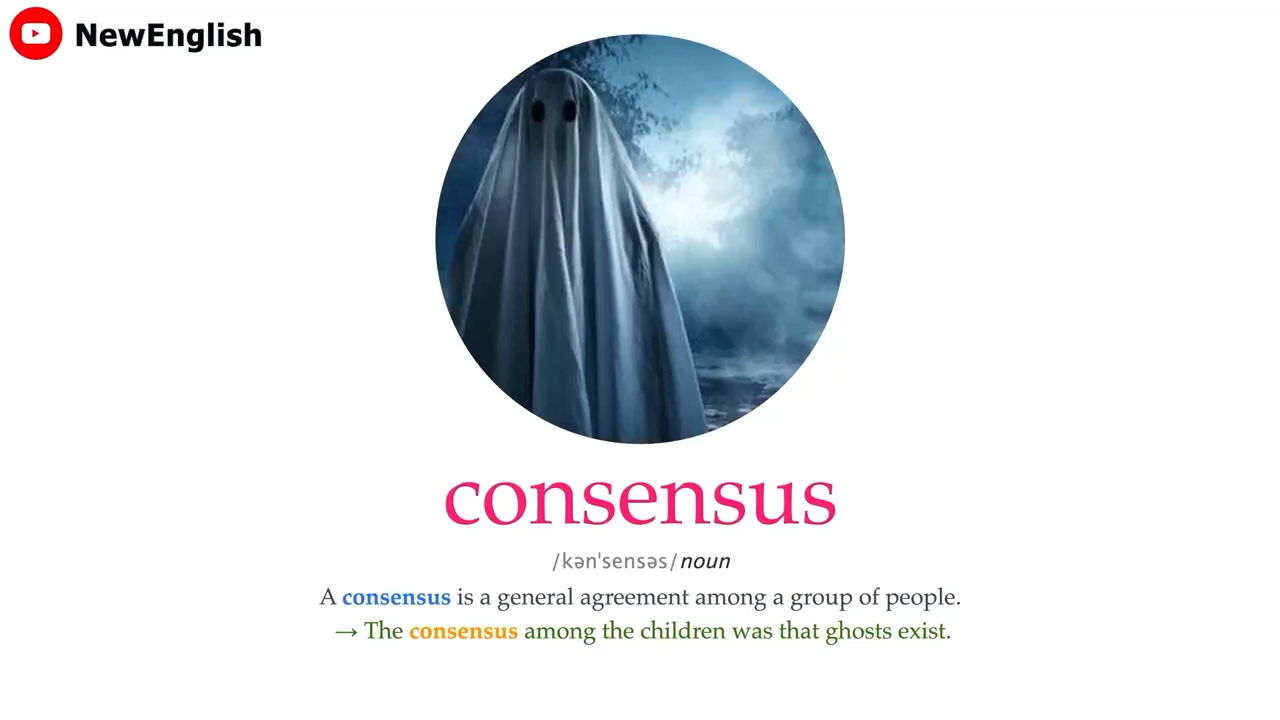 NewEnglish
consensus
/kən'sensəs/noun
A consensus is a general agreement among a group of people.
→ The consensus among the children was that ghosts exist.